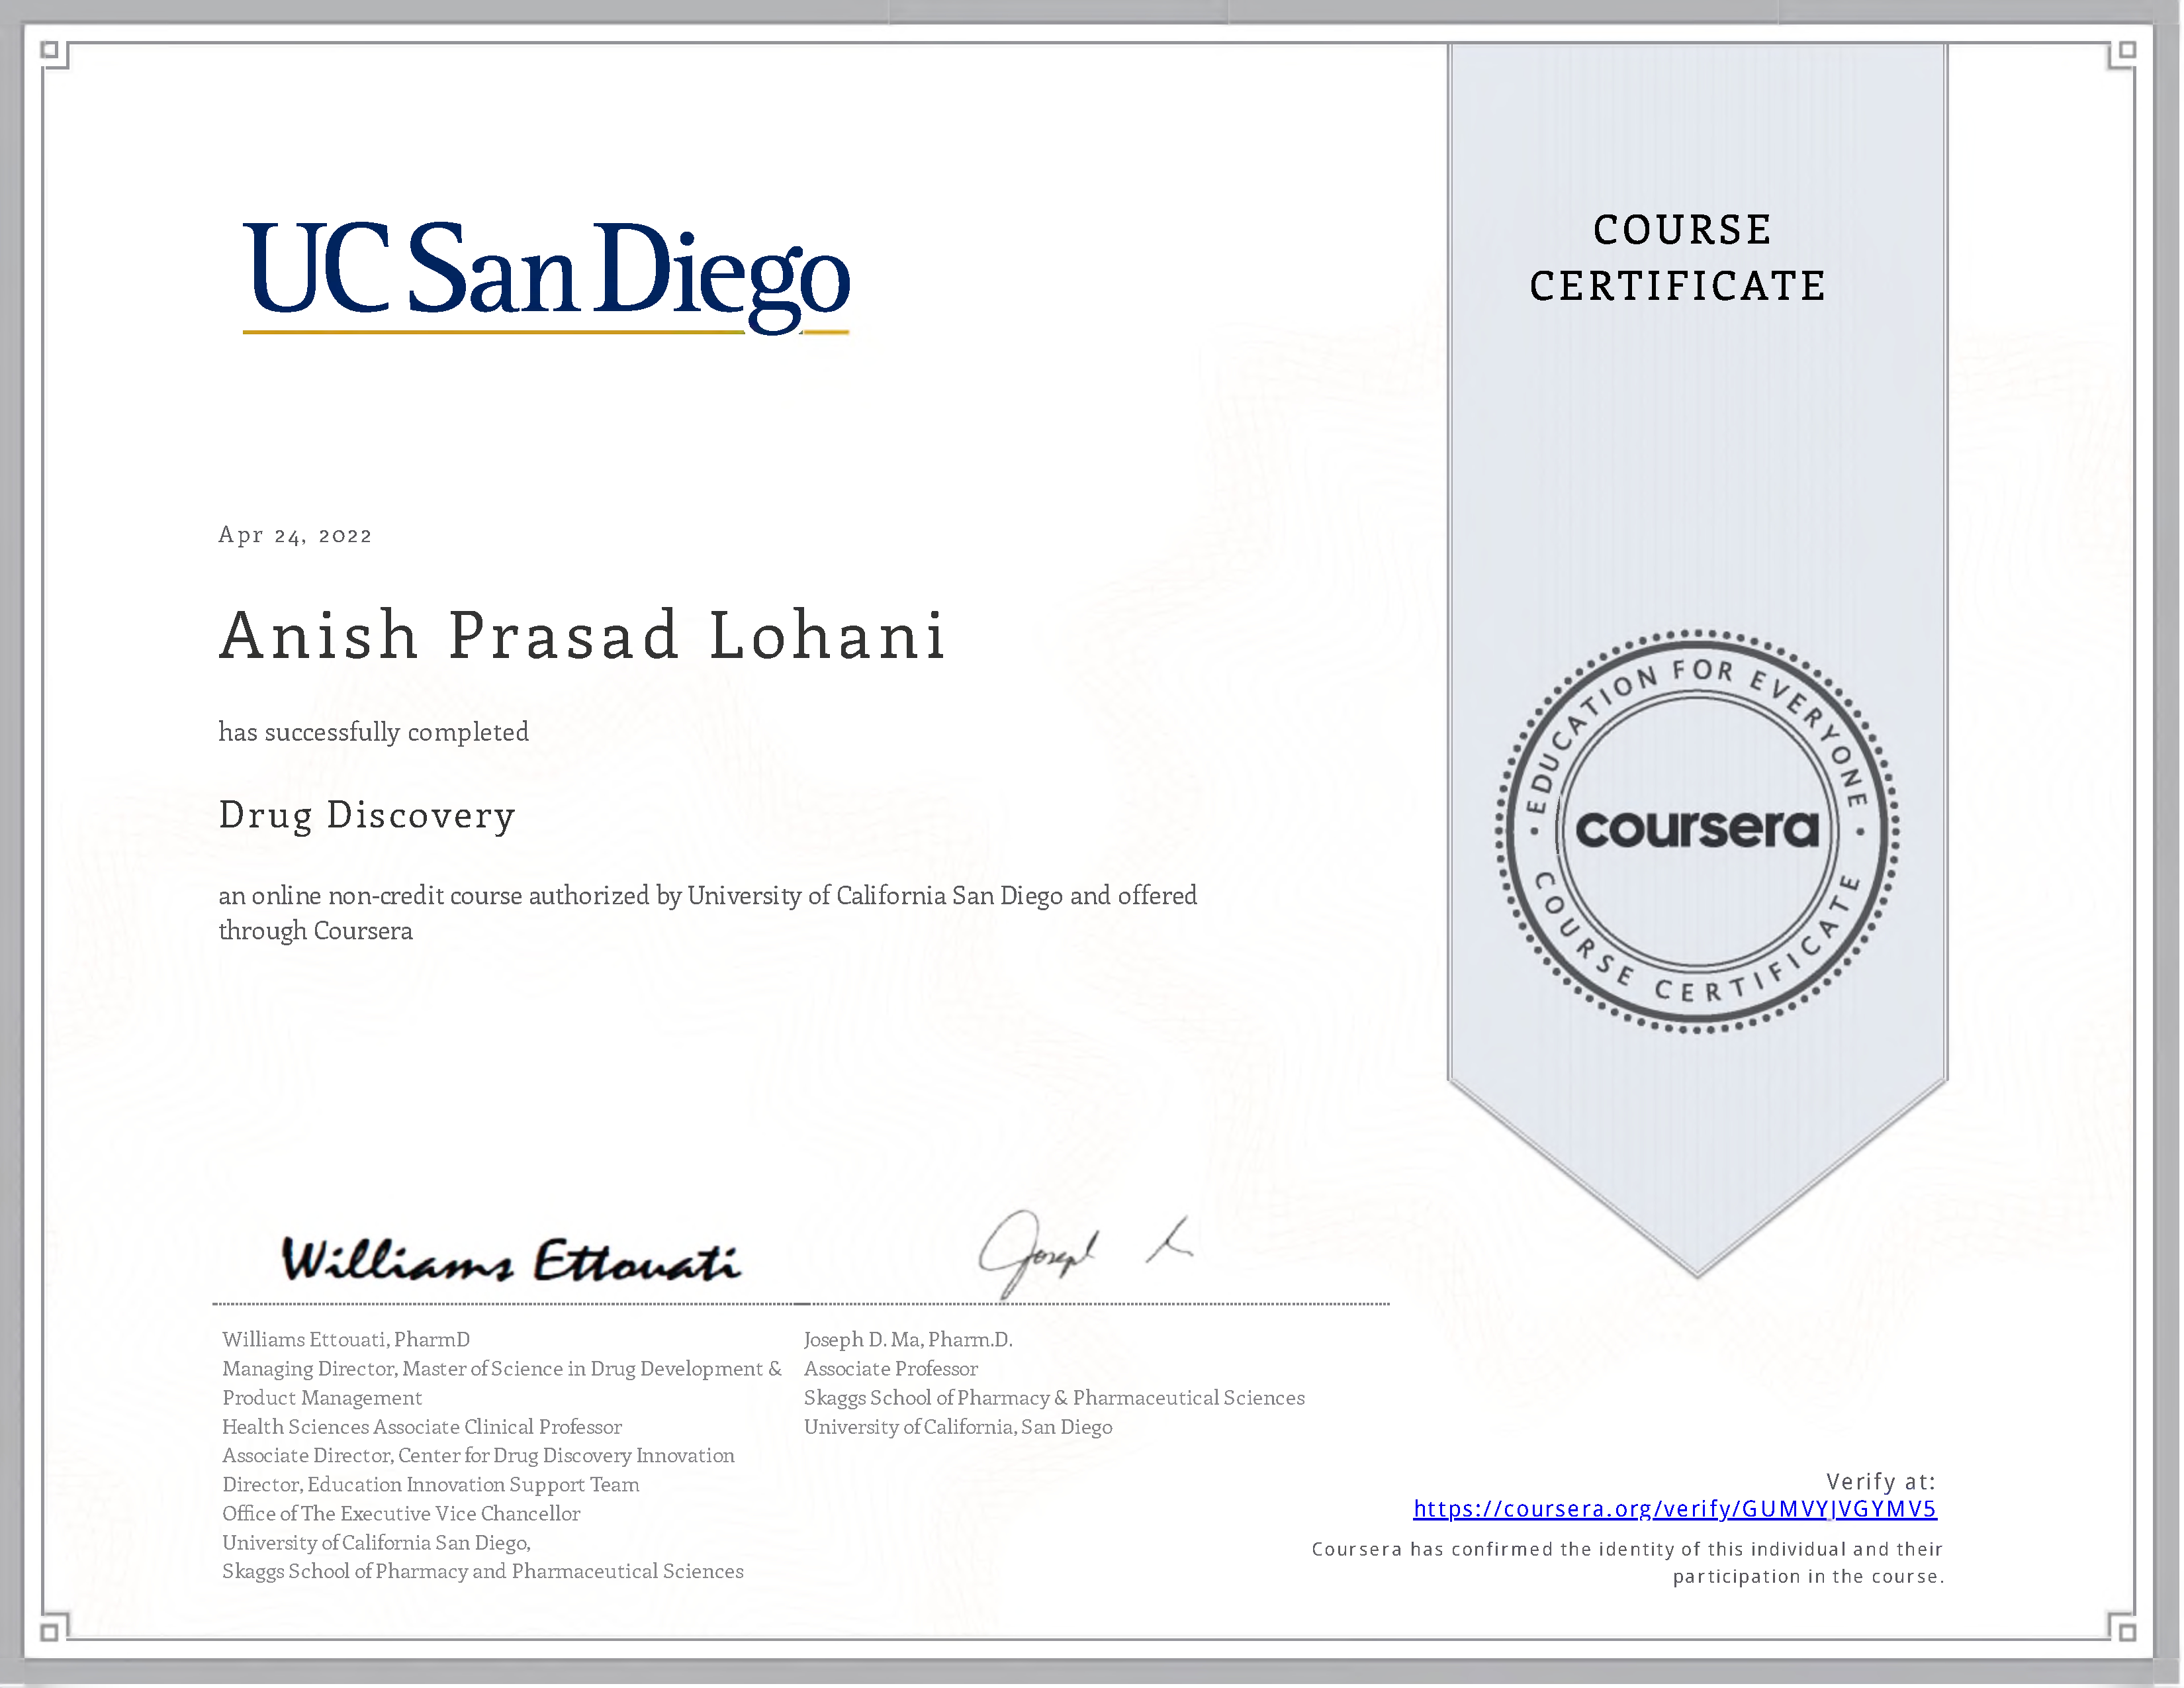 UC San Diego
COURSE
CERTIFICATE
Apr 24, 2022
Anish Prasad Lohani
has successfully completed
Drug Discovery
an online non-credit course authorized by University of California San Diego and offered
through Coursera
EDUCATION FOR EVERYONE
coursera
COURSE CERTIFICATE
Williams Ettouati
Joseph
Williams Ettouati, PharmD
Managing Director, Master of Science in Drug Development &
Product Management
Health Sciences Associate Clinical Professor
Associate Director, Center for Drug Discovery Innovation
Director, Education Innovation Support Team
Office of The Executive Vice Chancellor
University of California San Diego,
Skaggs School of Pharmacy and Pharmaceutical Sciences
Joseph D. Ma, Pharm.D.
Associate Professor
Skaggs School of Pharmacy & Pharmaceutical Sciences
University of California, San Diego
Verify at:
https://coursera.org/verify/GUMVYJVGYMV5
Coursera has confirmed the identity of this individual and their
participation in the course.